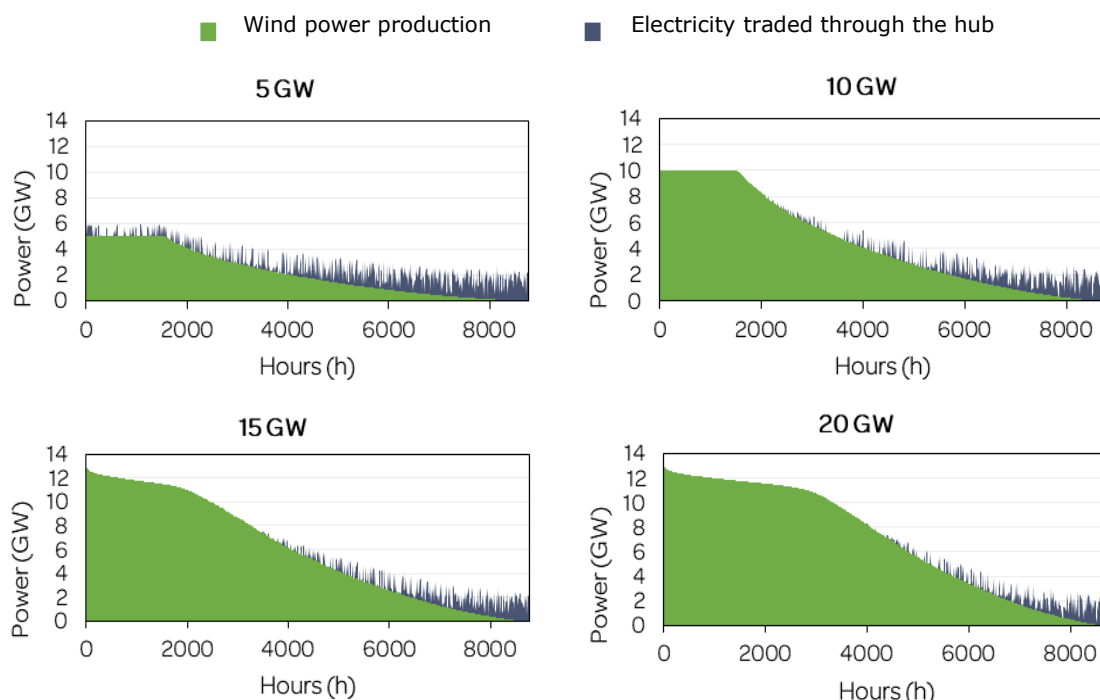 Wind power production
Electricity traded through the hub
5 GW
14
12
10
8
6
4
2
0
Power (GW)
0 2000 4000 6000 8000
Hours (h)
10 GW
14
12
10
8
6
4
2
0
Power (GW)
0 2000 4000 6000 8000
Hours (h)
15 GW
14
12
10
8
6
4
2
0
Power (GW)
0 2000 4000 6000 8000
Hours (h)
20 GW
14
12
10
8
6
4
2
0
Power (GW)
0 2000 4000 6000 8000
Hours (h)